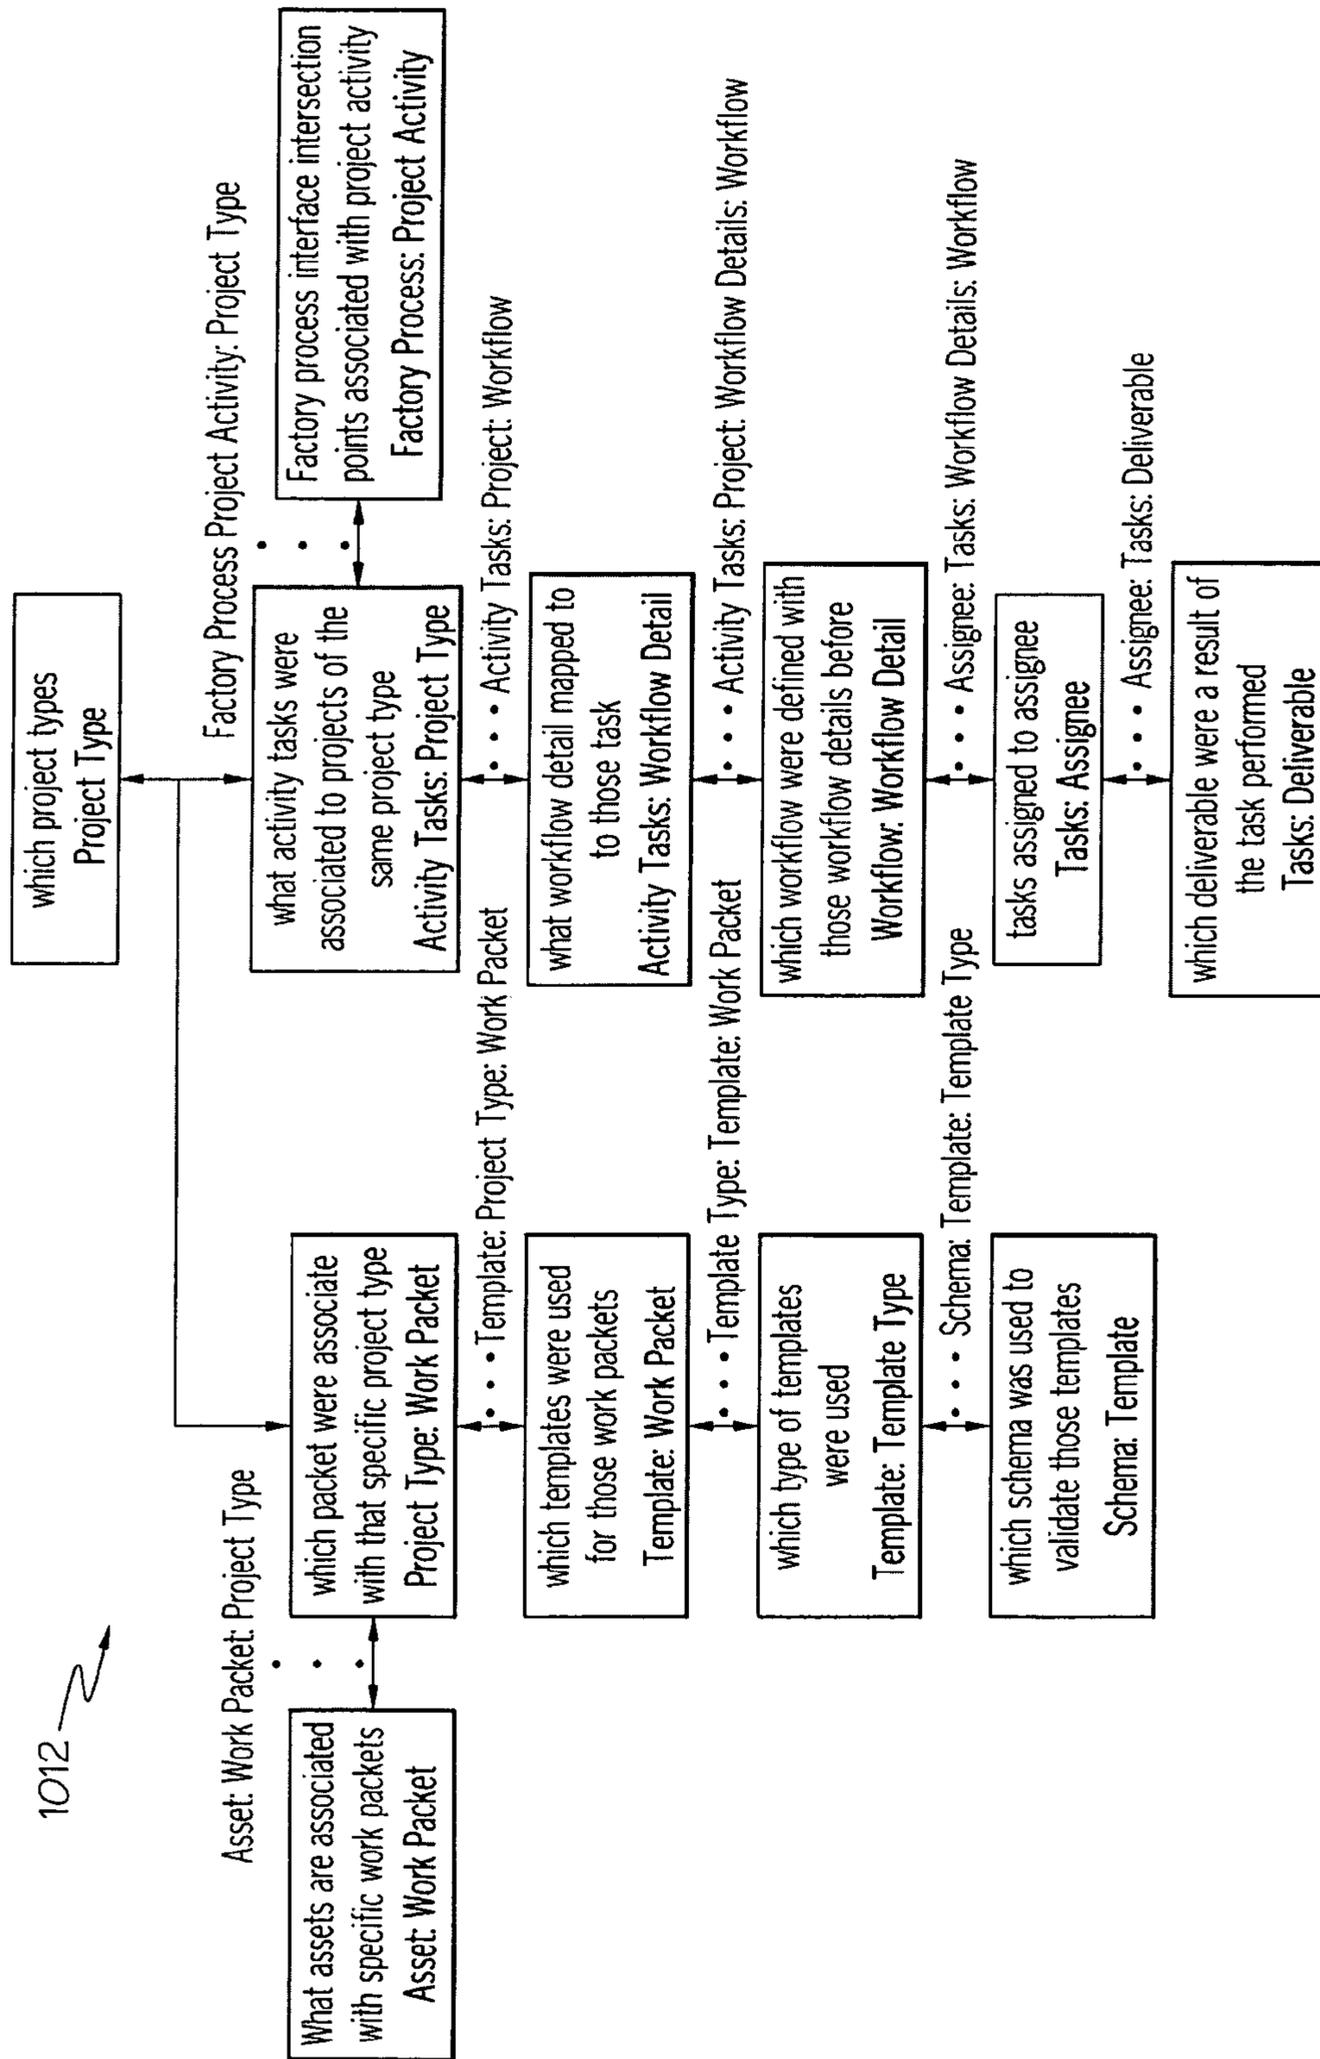 1012
which project types
Project Type
Asset: Work Packet: Project Type
Factory Process Project Activity: Project Type
What assets are associated
with specific work packets
Asset: Work Packet
which packet were associate
with that specific project type
Project Type: Work Packet
what activity tasks were
associated to projects of the
same project type
Activity Tasks: Project Type
Factory process interface intersection
points associated with project activity
Factory Process: Project Activity
Template: Project Type: Work Packet
Activity Tasks: Project: Workflow
which templates were used
for those work packets
Template: Work Packet
what workflow detail mapped to
to those task
Activity Tasks: Workflow Detail
Template Type: Template: Work Packet
Activity Tasks: Project: Workflow Details: Workflow
which type of templates
were used
Template: Template Type
which workflow were defined with
those workflow details before
Workflow: Workflow Detail
Schema: Template: Template Type
Assignee: Tasks: Workflow Details: Workflow
which schema was used to
validate those templates
Schema: Template
tasks assigned to assignee
Tasks: Assignee
Assignee: Tasks: Deliverable
which deliverable were a result of
the task performed
Tasks: Deliverable